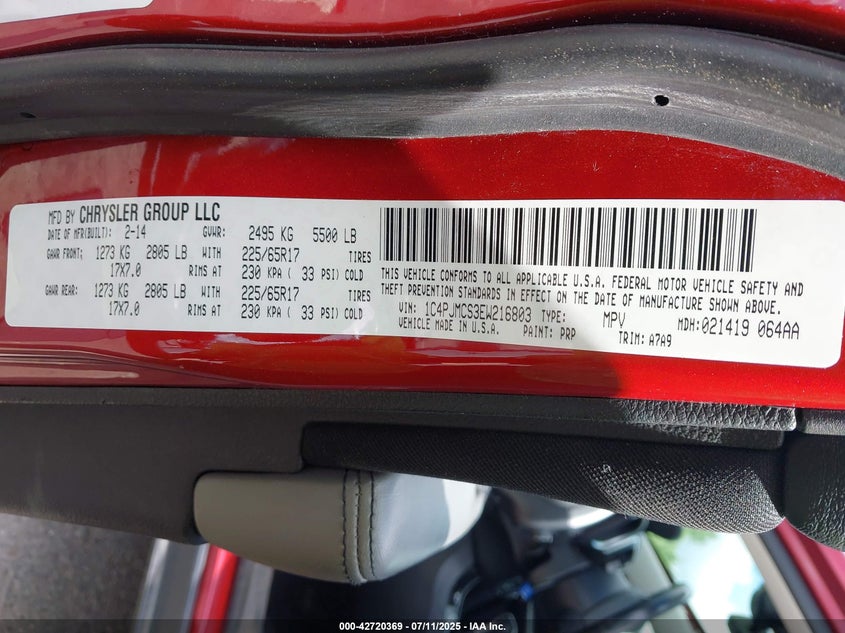 MFD BY CHRYSLER GROUP LLC
DATE OF MFR(BUILT): 2-14 GVWR: 2495 KG 5500 LB
GAWR FRONT: 1273 KG 2805 LB WITH 225/65R17 TIRES
17X7.0 RIMS AT 230 KPA ( 33 PSI) COLD
GAWR REAR: 1273 KG 2805 LB WITH 225/65R17 TIRES
17X7.0 RIMS AT 230 KPA ( 33 PSI) COLD
THIS VEHICLE CONFORMS TO ALL APPLICABLE U.S.A. FEDERAL MOTOR VEHICLE SAFETY AND
THEFT PREVENTION STANDARDS IN EFFECT ON THE DATE OF MANUFACTURE SHOWN ABOVE.
VIN: 1C4PJMCS3EW216803 TYPE: MPV MDH:021419 064AA
VEHICLE MADE IN U.S.A. PAINT: PRP TRIM: A7A9
000-42720369 - 07/11/2025 - IAA Inc.